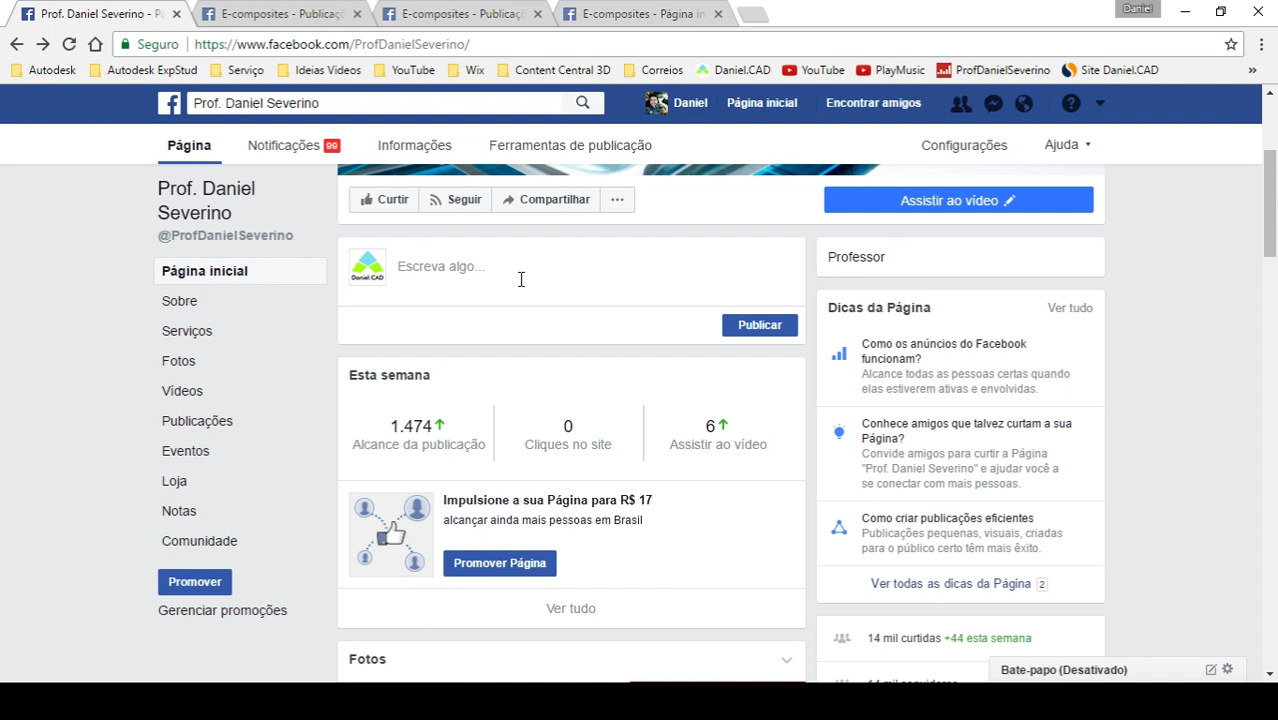 Prof. Daniel Severino - P
E-composites - Publicaç
E-composites - Publicaç
E-composites - Página in
Daniel
Seguro
https://www.facebook.com/ProfDanielSeverino/
Autodesk
Autodesk ExpStud
Serviço
Ideias Videos
YouTube
Wix
Content Central 3D
Correios
Daniel.CAD
YouTube
PlayMusic
ProfDanielSeverino
Site Daniel.CAD
Prof. Daniel Severino
Daniel
Página inicial
Encontrar amigos
Página
Notificações 99
Informações
Ferramentas de publicação
Configurações
Ajuda
Prof. Daniel
Severino
@ProfDanielSeverino
Página inicial
Sobre
Serviços
Fotos
Vídeos
Publicações
Eventos
Loja
Notas
Comunidade
Promover
Gerenciar promoções
Curtir
Seguir
Compartilhar
Assistir ao vídeo
Daniel.CAD
Escreva algo...
Publicar
Esta semana
1.474
Alcance da publicação
0
Cliques no site
6
Assistir ao vídeo
Impulsione a sua Página para R$ 17
alcançar ainda mais pessoas em Brasil
Promover Página
Ver tudo
Fotos
Professor
Dicas da Página
Ver tudo
Como os anúncios do Facebook
funcionam?
Alcance todas as pessoas certas quando
elas estiverem ativas e envolvidas.
Conhece amigos que talvez curtam a sua
Página?
Convide amigos para curtir a Página
"Prof. Daniel Severino" e ajudar você a
se conectar com mais pessoas.
Como criar publicações eficientes
Publicações pequenas, visuais, criadas
para o público certo têm mais êxito.
Ver todas as dicas da Página 2
14 mil curtidas +44 esta semana
Bate-papo (Desativado)